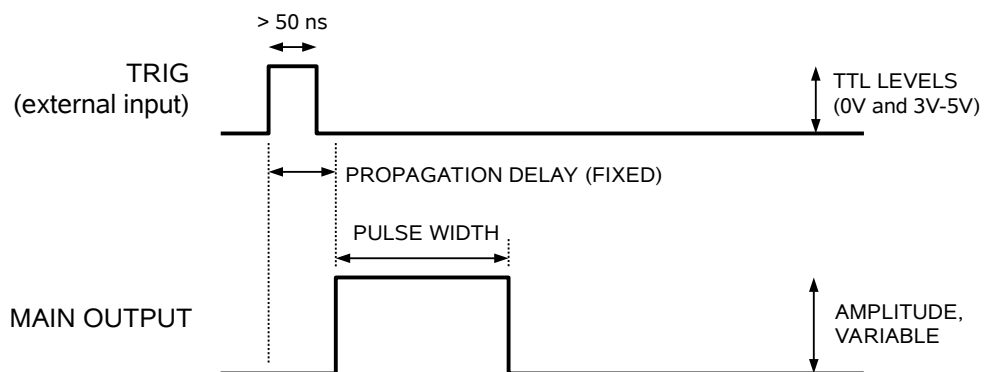 > 50 ns
TRIG
(external input)
TTL LEVELS
(0V and 3V-5V)
PROPAGATION DELAY (FIXED)
PULSE WIDTH
MAIN OUTPUT
AMPLITUDE,
VARIABLE